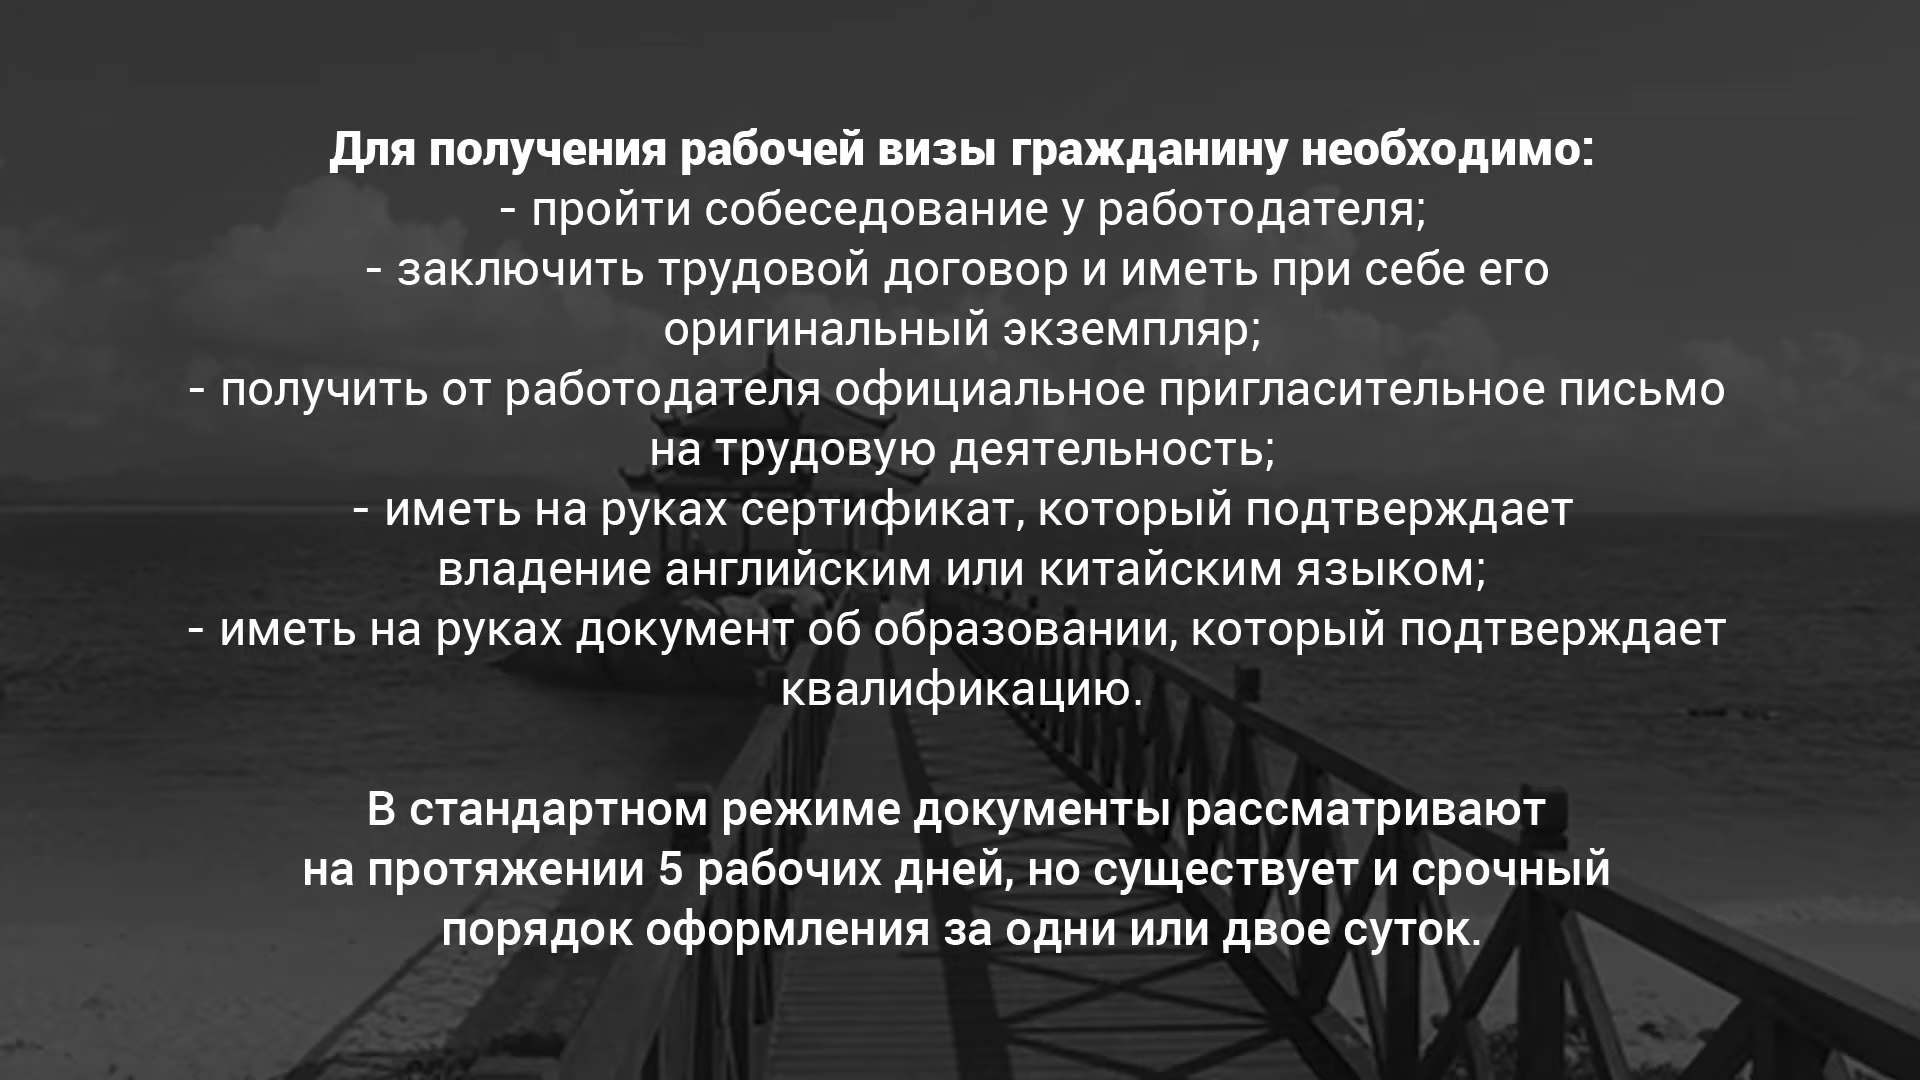 Для получения рабочей визы гражданину необходимо:
- пройти собеседование у работодателя;
- заключить трудовой договор и иметь при себе его
оригинальный экземпляр;
- получить от работодателя официальное пригласительное письмо
на трудовую деятельность;
- иметь на руках сертификат, который подтверждает
владение английским или китайским языком;
- иметь на руках документ об образовании, который подтверждает
квалификацию.
В стандартном режиме документы рассматривают
на протяжении 5 рабочих дней, но существует и срочный
порядок оформления за одни или двое суток.